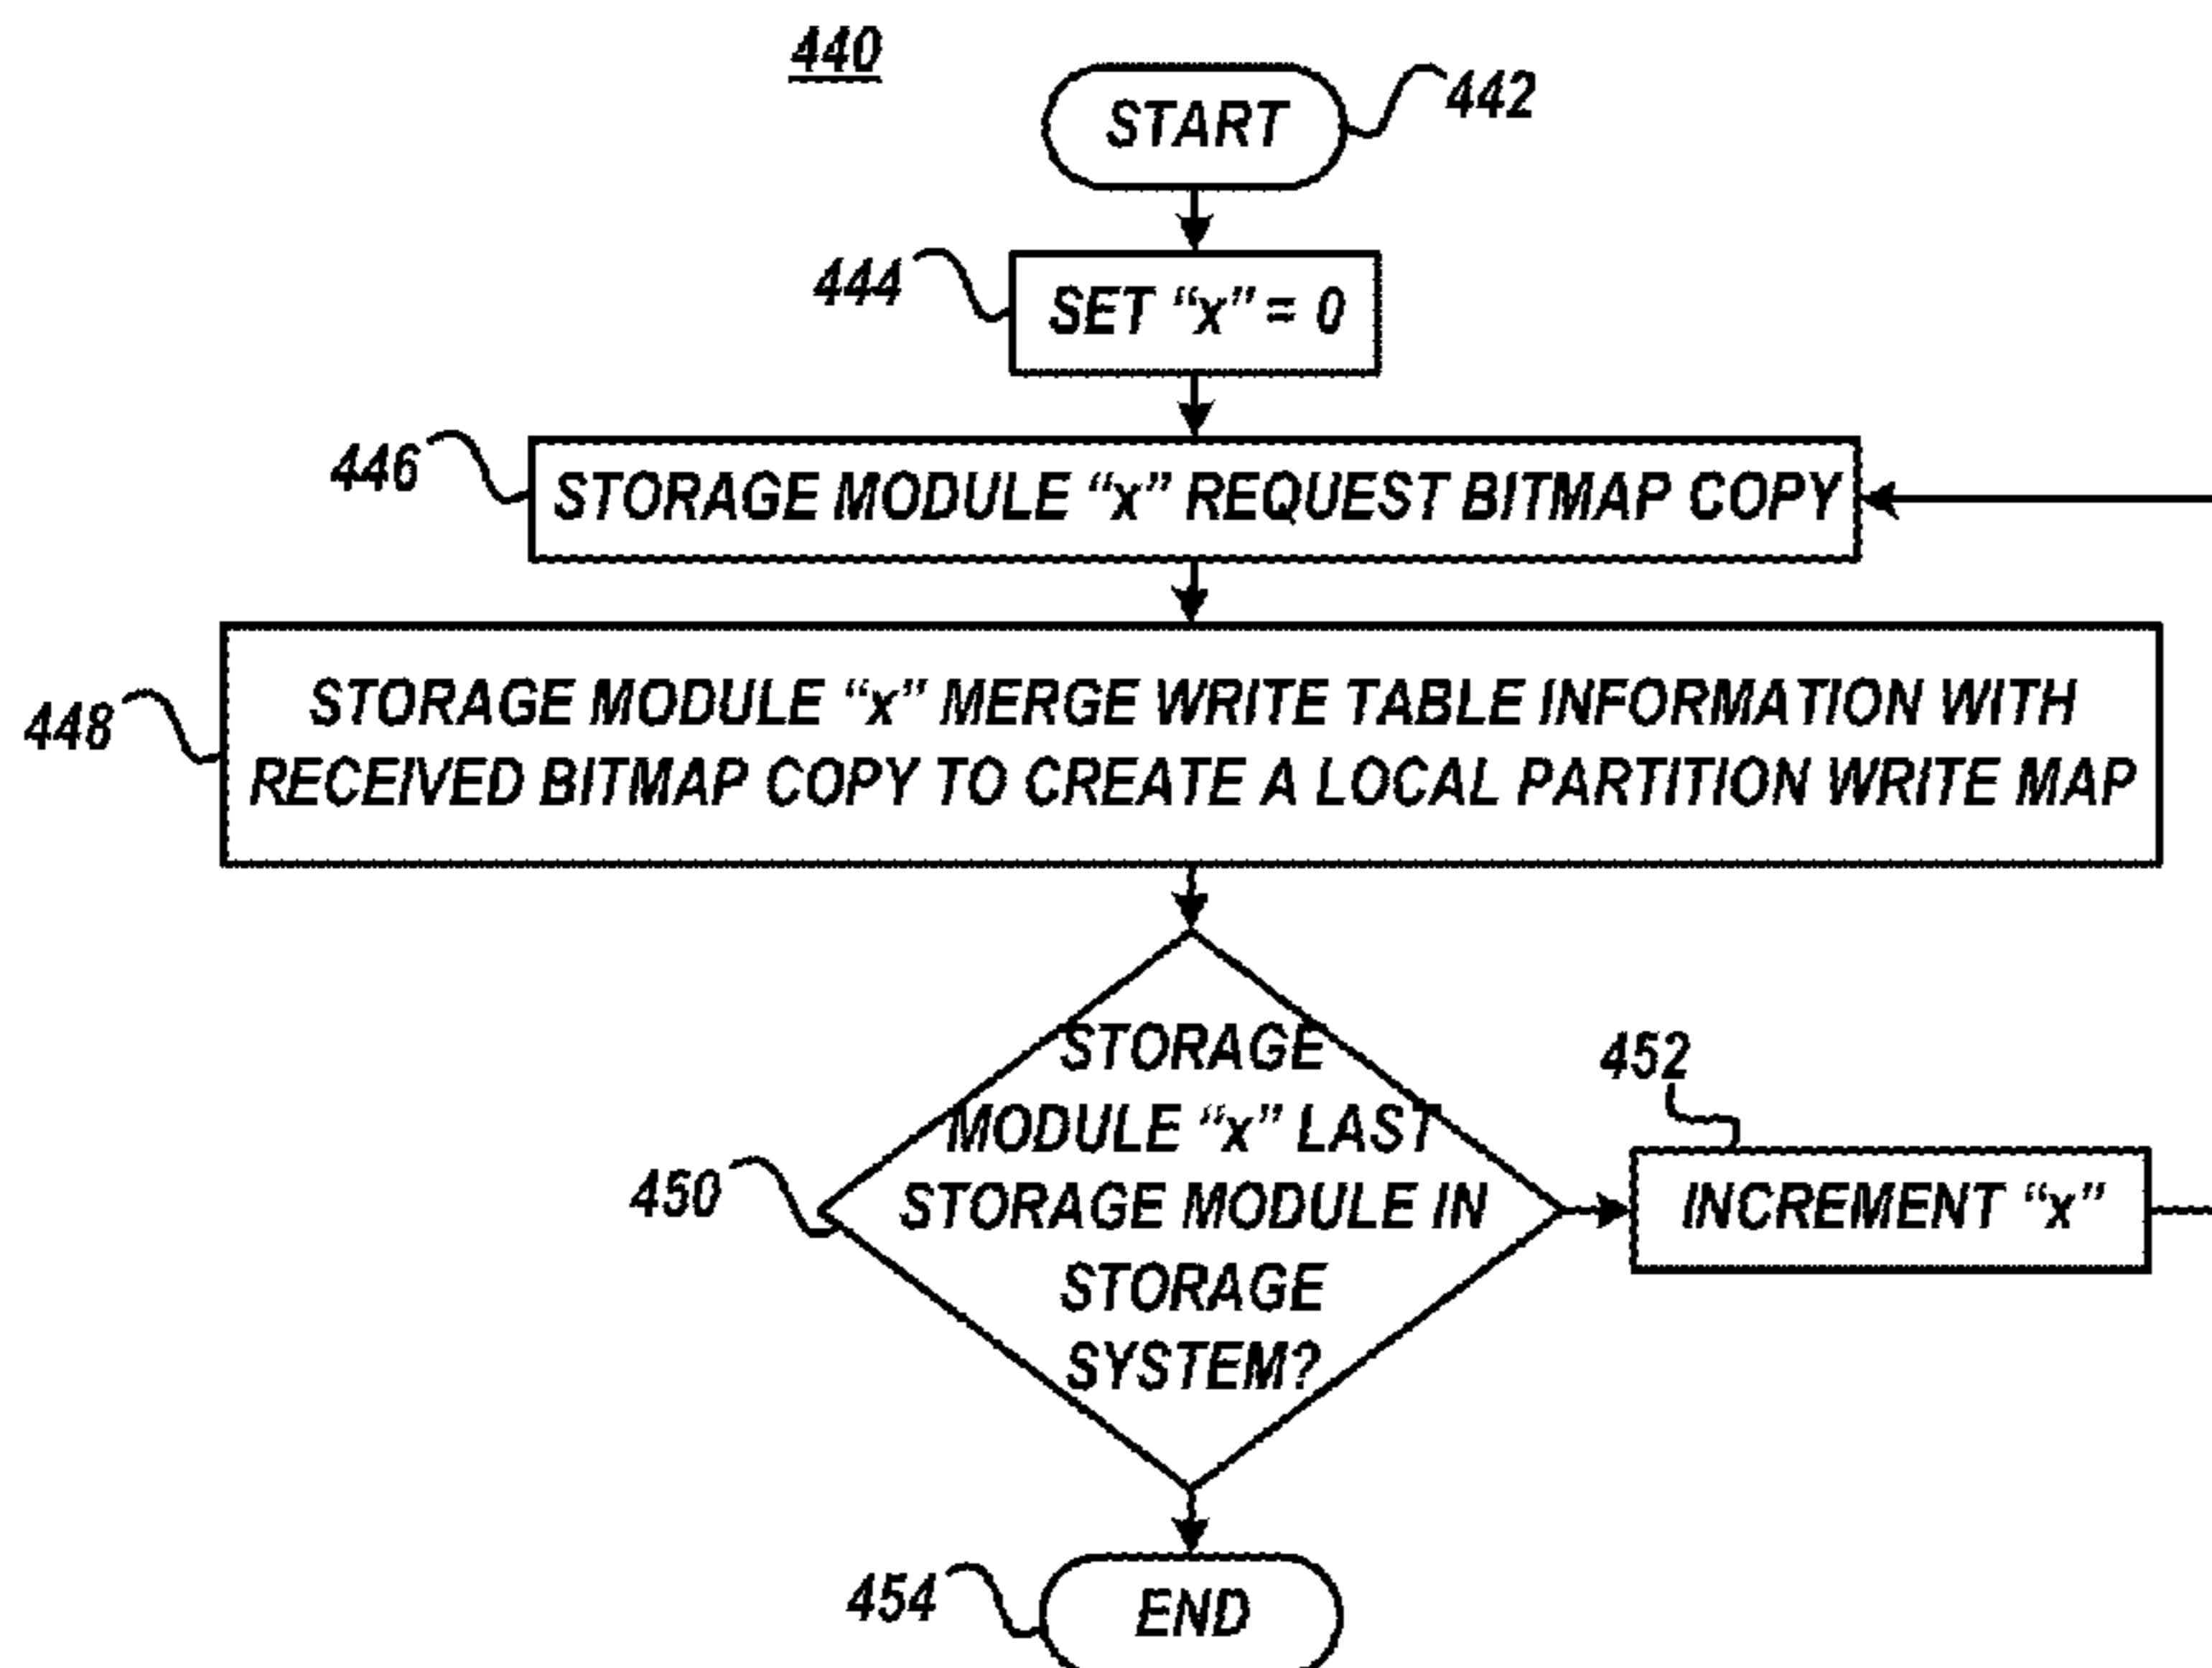 440
START
442
444
SET “x” = 0
446
STORAGE MODULE “x” REQUEST BITMAP COPY
448
STORAGE MODULE “x” MERGE WRITE TABLE INFORMATION WITH
RECEIVED BITMAP COPY TO CREATE A LOCAL PARTITION WRITE MAP
STORAGE
MODULE “x” LAST
STORAGE MODULE IN
STORAGE
SYSTEM?
450
452
INCREMENT “x”
454
END